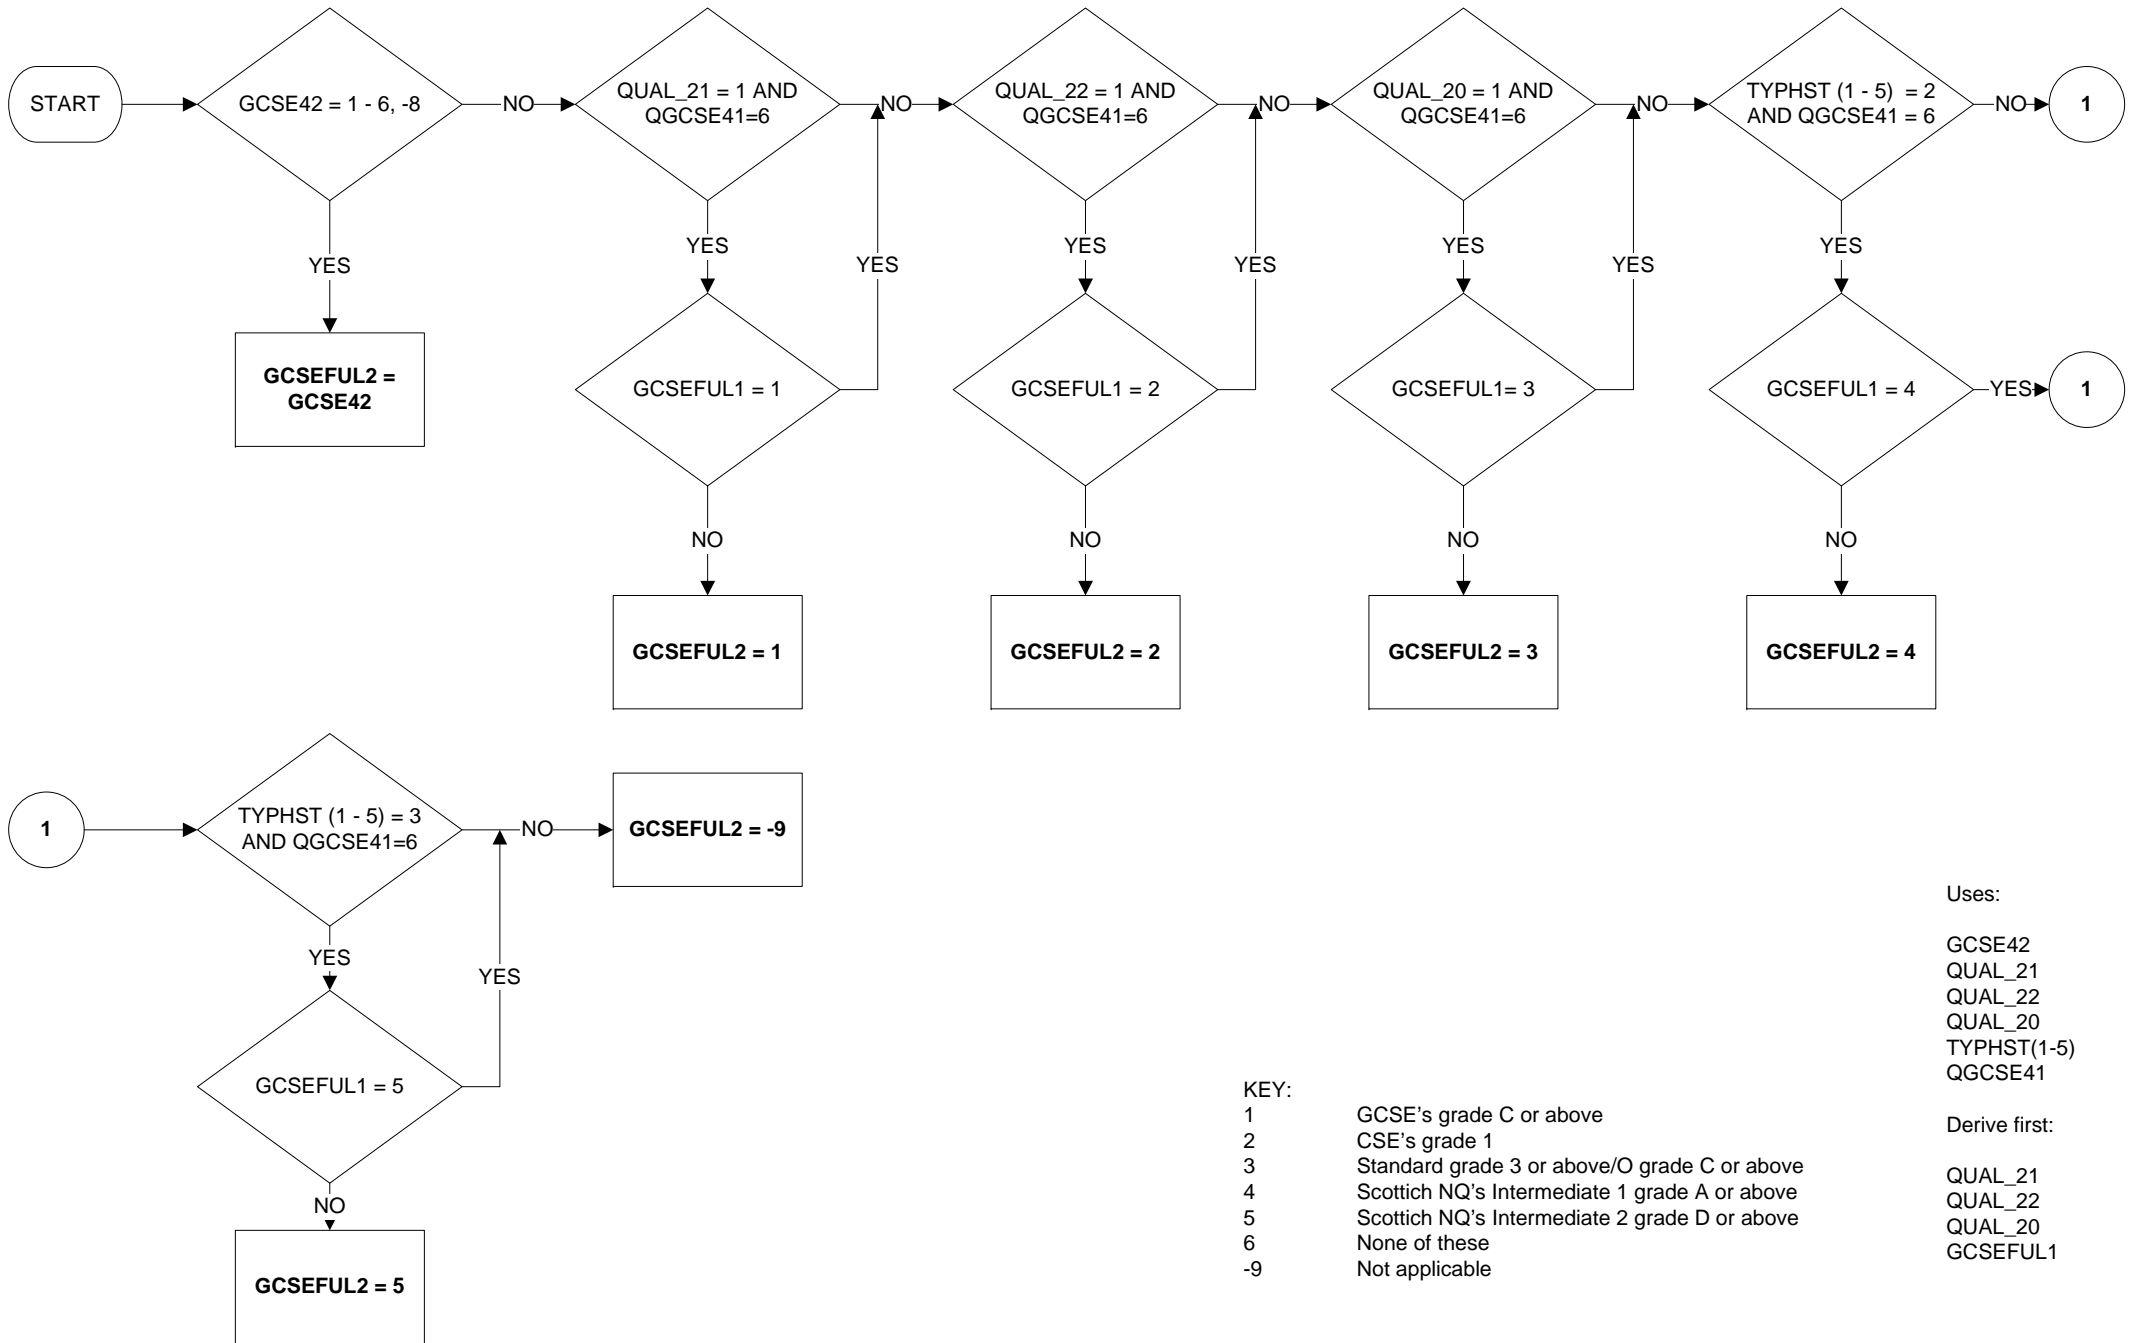 START
GCSE42 = 1 - 6, -8
NO
QUAL_21 = 1 AND
QGCSE41=6
NO
QUAL_22 = 1 AND
QGCSE41=6
NO
QUAL_20 = 1 AND
QGCSE41=6
NO
TYPHST (1 - 5) = 2
AND QGCSE41 = 6
NO
1
YES
YES
YES
YES
YES
YES
YES
YES
GCSEFUL2 =
GCSE42
GCSEFUL1 = 1
GCSEFUL1 = 2
GCSEFUL1= 3
GCSEFUL1 = 4
YES
1
NO
NO
NO
NO
GCSEFUL2 = 1
GCSEFUL2 = 2
GCSEFUL2 = 3
GCSEFUL2 = 4
1
TYPHST (1 - 5) = 3
AND QGCSE41=6
NO
GCSEFUL2 = -9
YES
YES
GCSEFUL1 = 5
NO
GCSEFUL2 = 5
KEY:
1 GCSE's grade C or above
2 CSE's grade 1
3 Standard grade 3 or above/O grade C or above
4 Scottich NQ's Intermediate 1 grade A or above
5 Scottich NQ's Intermediate 2 grade D or above
6 None of these
-9 Not applicable
Uses:
GCSE42
QUAL_21
QUAL_22
QUAL_20
TYPHST(1-5)
QGCSE41
Derive first:
QUAL_21
QUAL_22
QUAL_20
GCSEFUL1